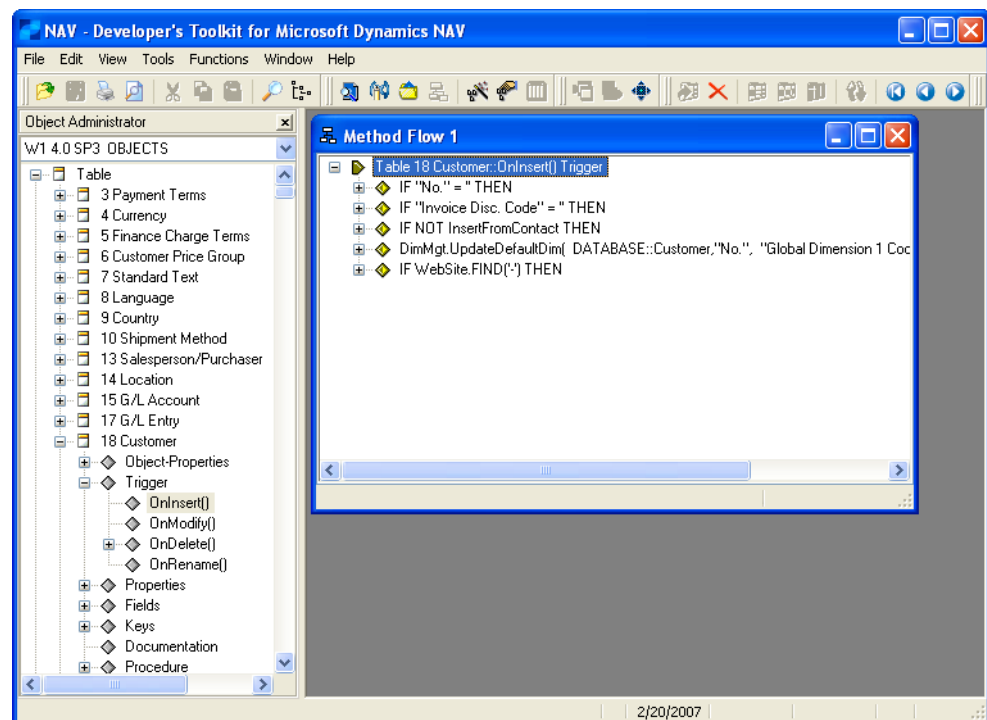 NAV - Developer's Toolkit for Microsoft Dynamics NAV
File Edit View Tools Functions Window Help
Object Administrator
W1 4.0 SP3 OBJECTS
Table
3 Payment Terms
4 Currency
5 Finance Charge Terms
6 Customer Price Group
7 Standard Text
8 Language
9 Country
10 Shipment Method
13 Salesperson/Purchaser
14 Location
15 G/L Account
17 G/L Entry
18 Customer
Object-Properties
Trigger
OnInsert()
OnModify()
OnDelete()
OnRename()
Properties
Fields
Keys
Documentation
Procedure
Method Flow 1
Table 18 Customer::OnInsert() Trigger
IF "No." = '' THEN
IF "Invoice Disc. Code" = '' THEN
IF NOT InsertFromContact THEN
DimMgt.UpdateDefaultDim( DATABASE::Customer,"No.", "Global Dimension 1 Coc
IF WebSite.FIND('-') THEN
2/20/2007